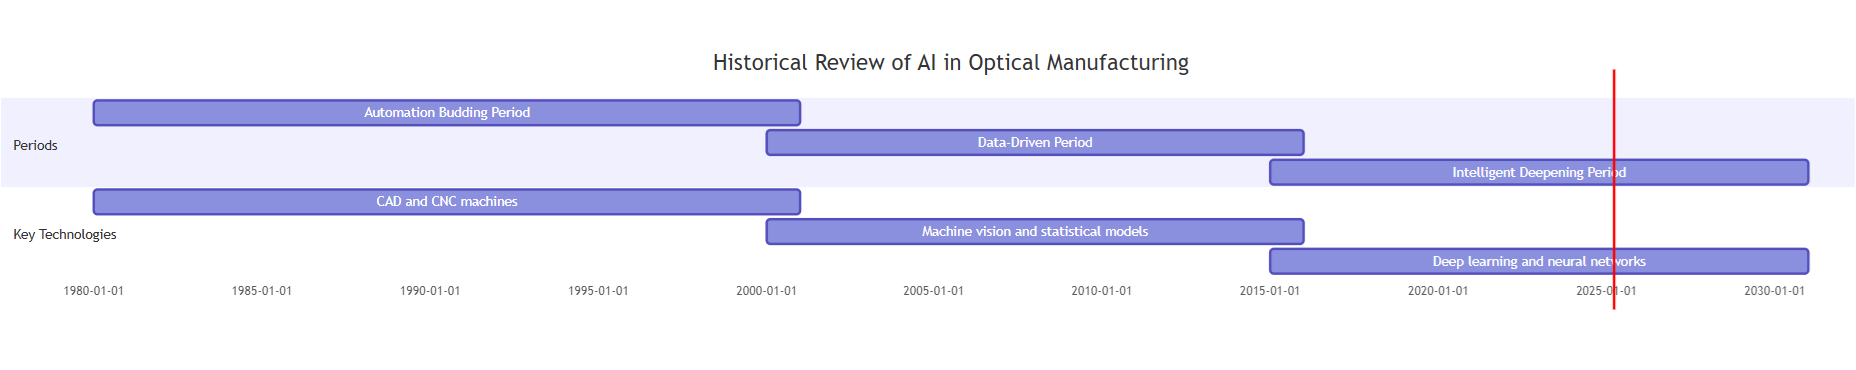 Historical Review of AI in Optical Manufacturing
Periods
Automation Budding Period
Data-Driven Period
Intelligent Deepening Period
Key Technologies
CAD and CNC machines
Machine vision and statistical models
Deep learning and neural networks
1980-01-01 1985-01-01 1990-01-01 1995-01-01 2000-01-01 2005-01-01 2010-01-01 2015-01-01 2020-01-01 2025-01-01 2030-01-01